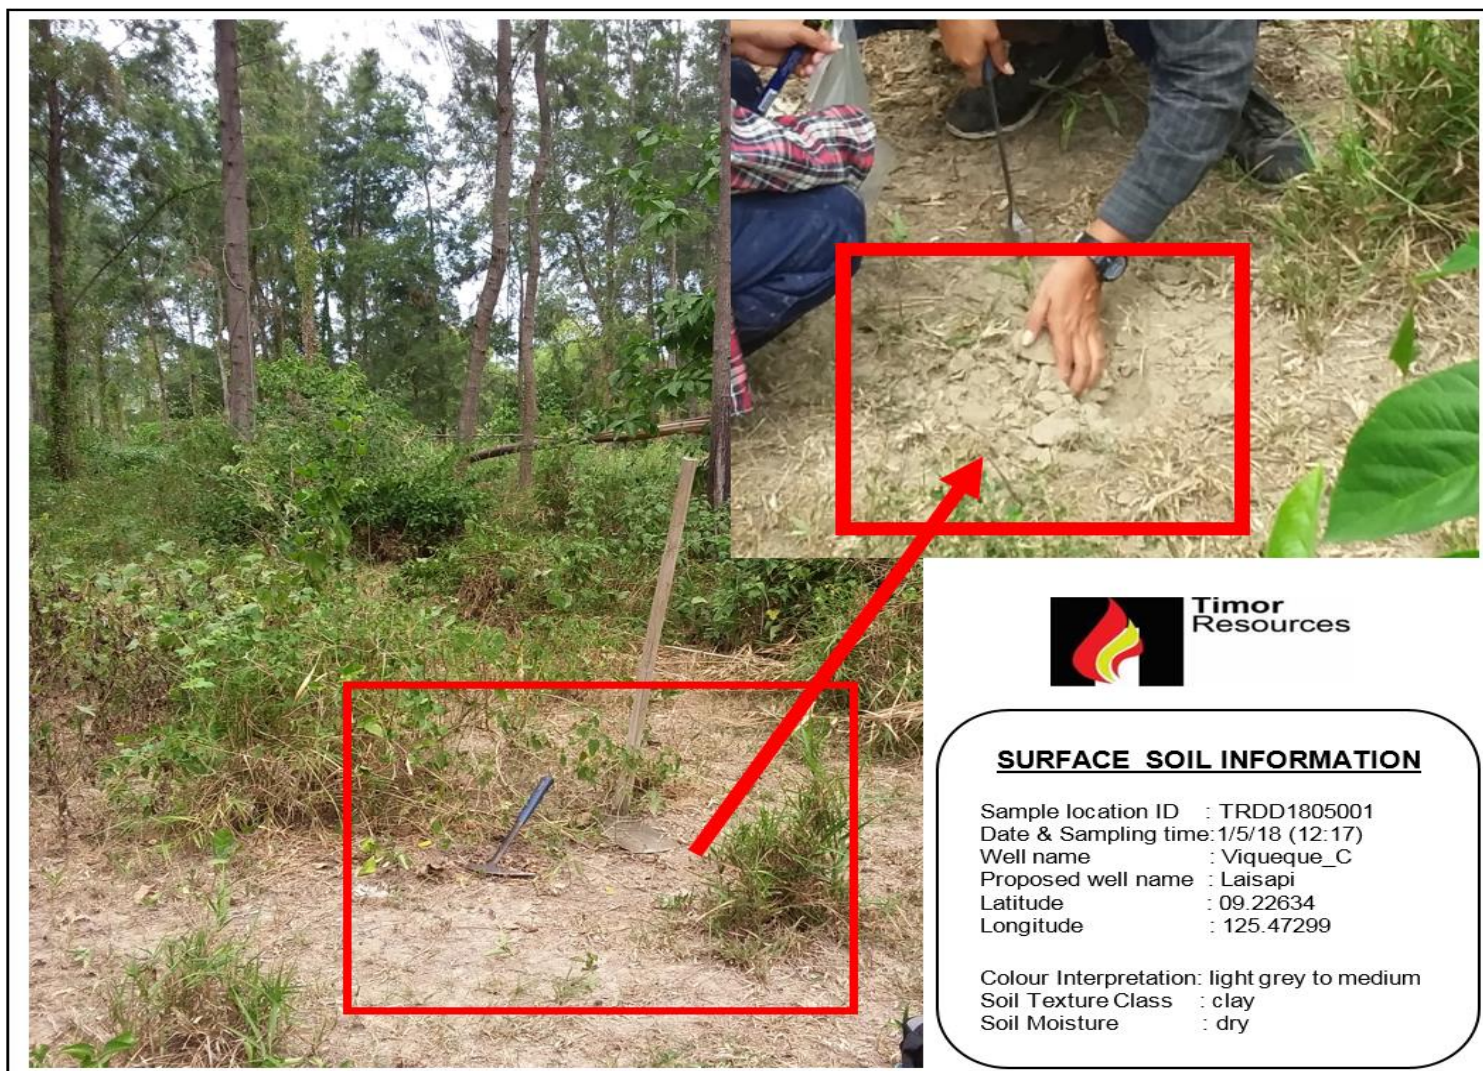 Timor
Resources
SURFACE SOIL INFORMATION
Sample location ID : TRDD1805001
Date & Sampling time:1/5/18 (12:17)
Well name : Viqueque_C
Proposed well name : Laisapi
Latitude : 09.22634
Longitude : 125.47299
Colour Interpretation: light grey to medium
Soil Texture Class : clay
Soil Moisture : dry